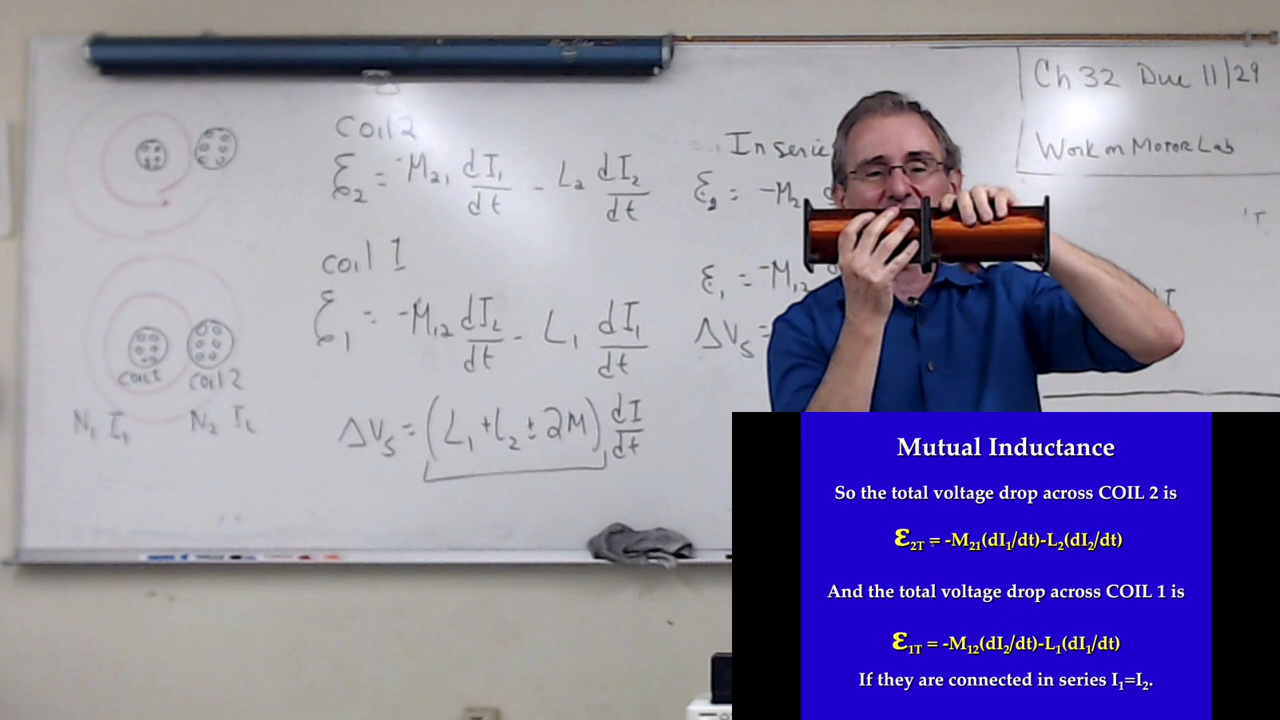 Coil 2
ε₂ = -M₂₁ dI₁/dt - L₂ dI₂/dt
coil 1
ε₁ = -M₁₂ dI₂/dt - L₁ dI₁/dt
ΔVₛ = (L₁ + L₂ ± 2M) dI/dt
coil 1 coil 2
N₁ I₁ N₂ I₂
In serie
ε₂ = -M₂
ε₁ = -M₁₂
ΔVₛ =
Ch 32 Due 11/29
Work on Motor Lab
Mutual Inductance
So the total voltage drop across COIL 2 is
ε₂T = -M₂₁(dI₁/dt)-L₂(dI₂/dt)
And the total voltage drop across COIL 1 is
ε₁T = -M₁₂(dI₂/dt)-L₁(dI₁/dt)
If they are connected in series I₁=I₂.